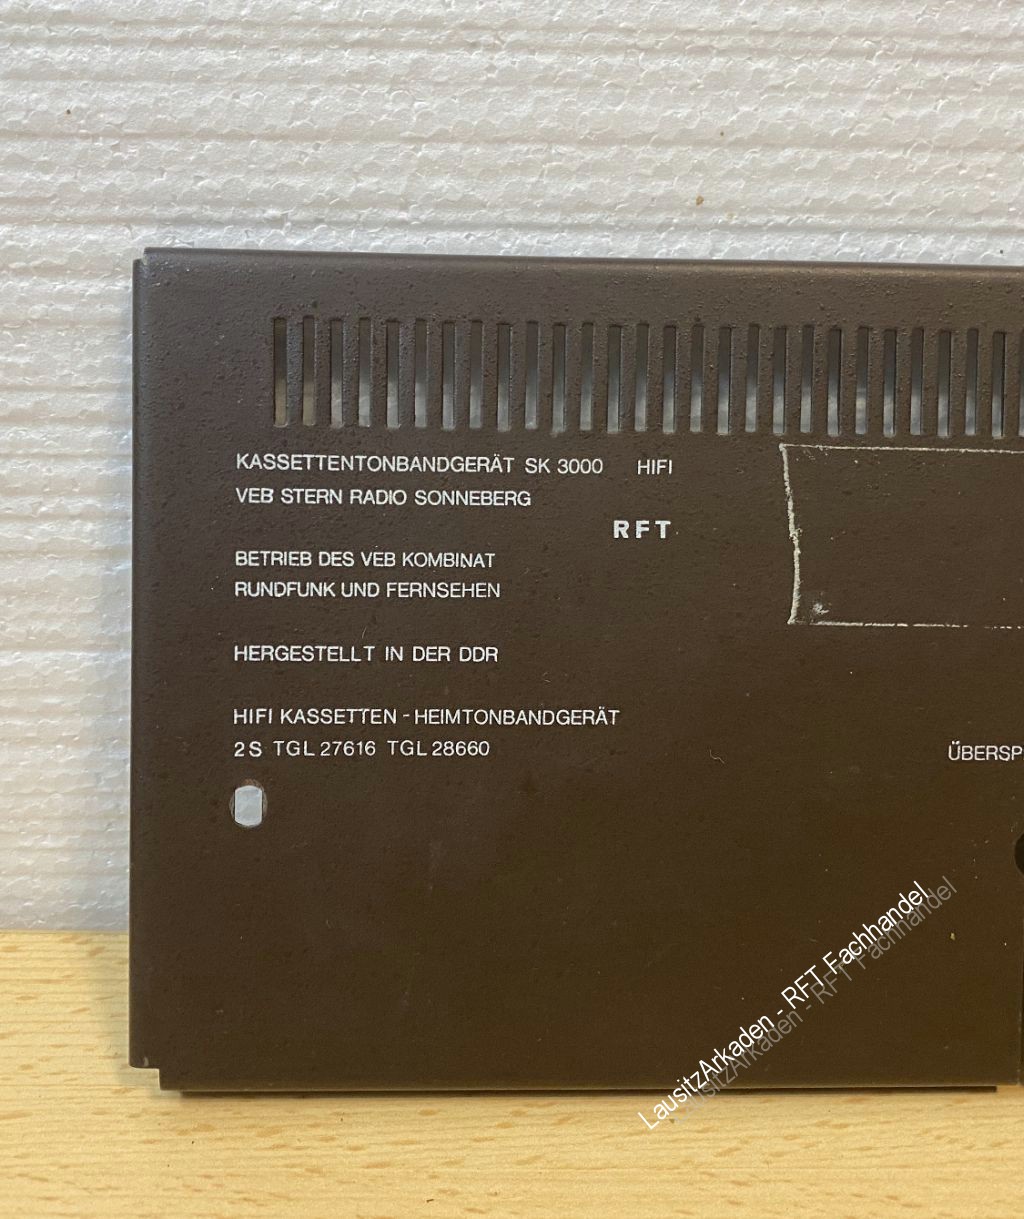 KASSETTENTONBANDGERÄT SK 3000 HIFI
VEB STERN RADIO SONNEBERG
RFT
BETRIEB DES VEB KOMBINAT
RUNDFUNK UND FERNSEHEN
HERGESTELLT IN DER DDR
HIFI KASSETTEN - HEIMTONBANDGERÄT
2S TGL 27616 TGL 28660
ÜBERSP
LausitzArkaden - RFT Fachhandel